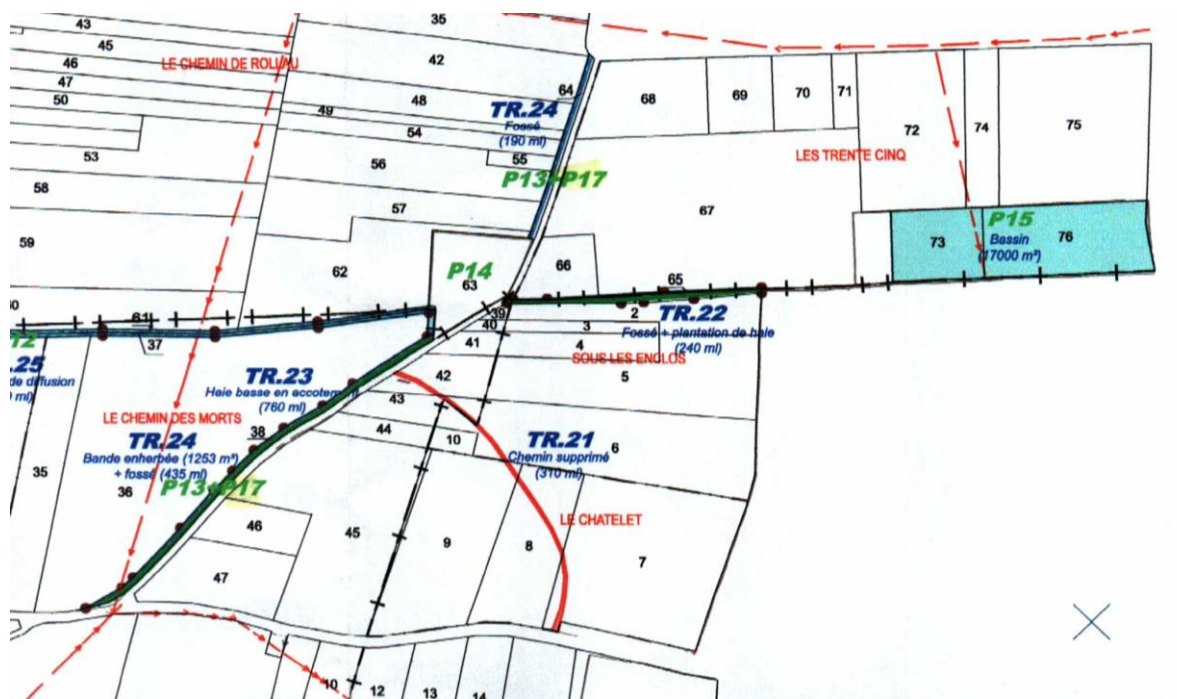 43
35
45
42
46
LE CHEMIN DE ROLLAU
47
64
50
49
48
TR.24
Fossé
(190 ml)
68
69
70
71
72
74
75
54
53
55
56
LES TRENTE CINQ
58
P13+P17
57
67
59
P15
73
Bassin
(17000 m³)
76
62
P14
63
66
65
61
39
2
TR.22
40
3
Fossé + plantation de haie
(240 ml)
37
41
4
SOUS LES ENCLOS
.25
de diffusion
ml)
TR.23
Haie basse en accotement
(760 ml)
42
5
43
LE CHEMIN DES MORTS
38
44
10
TR.24
Bande enherbée (1253 m²)
+ fossé (435 ml)
TR.21
Chemin supprimé
(310 ml)
6
35
36
P13+P17
46
45
9
8
LE CHATELET
7
47
10
12
13
14